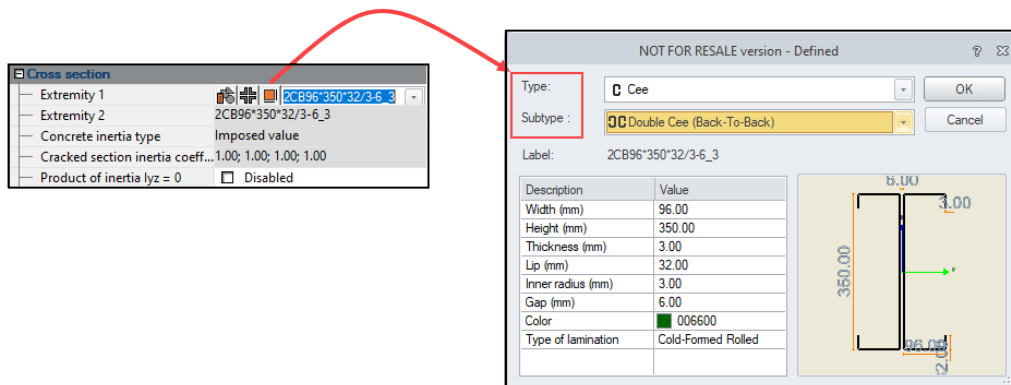 Cross section
Extremity 1 2CB96*350*32/3-6_3
Extremity 2 2CB96*350*32/3-6_3
Concrete inertia type Imposed value
Cracked section inertia coeff... 1.00; 1.00; 1.00; 1.00
Product of inertia Iyz = 0 Disabled
NOT FOR RESALE version - Defined
Type: Cee OK
Subtype : Double Cee (Back-To-Back) Cancel
Label: 2CB96*350*32/3-6_3
Description Value
Width (mm) 96.00
Height (mm) 350.00
Thickness (mm) 3.00
Lip (mm) 32.00
Inner radius (mm) 3.00
Gap (mm) 6.00
Color 006600
Type of lamination Cold-Formed Rolled
6.00
3.00
350.00
Y
96.00